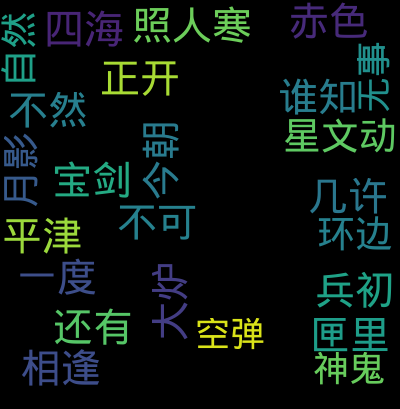 自然
四海
照人寒
赤色
正开
无事
不然
谁知
星文动
今朝
月影
宝剑
几许
不可
平津
环边
一度
大如
兵初
还有
空弹
匣里
相逢
神鬼